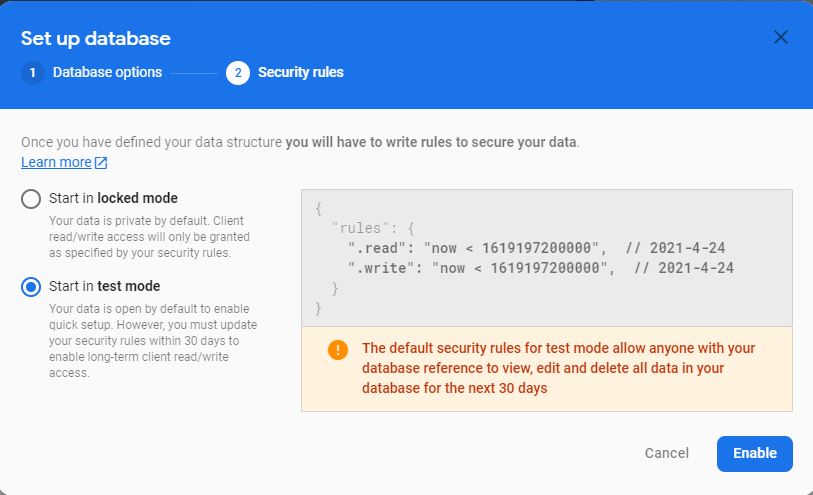 Set up database
1 Database options 2 Security rules
Once you have defined your data structure you will have to write rules to secure your data.
Learn more
Start in locked mode
Your data is private by default. Client
read/write access will only be granted
as specified by your security rules.
Start in test mode
Your data is open by default to enable
quick setup. However, you must update
your security rules within 30 days to
enable long-term client read/write
access.
{
"rules": {
".read": "now < 1619197200000", // 2021-4-24
".write": "now < 1619197200000", // 2021-4-24
}
}
! The default security rules for test mode allow anyone with your
database reference to view, edit and delete all data in your
database for the next 30 days
Cancel Enable